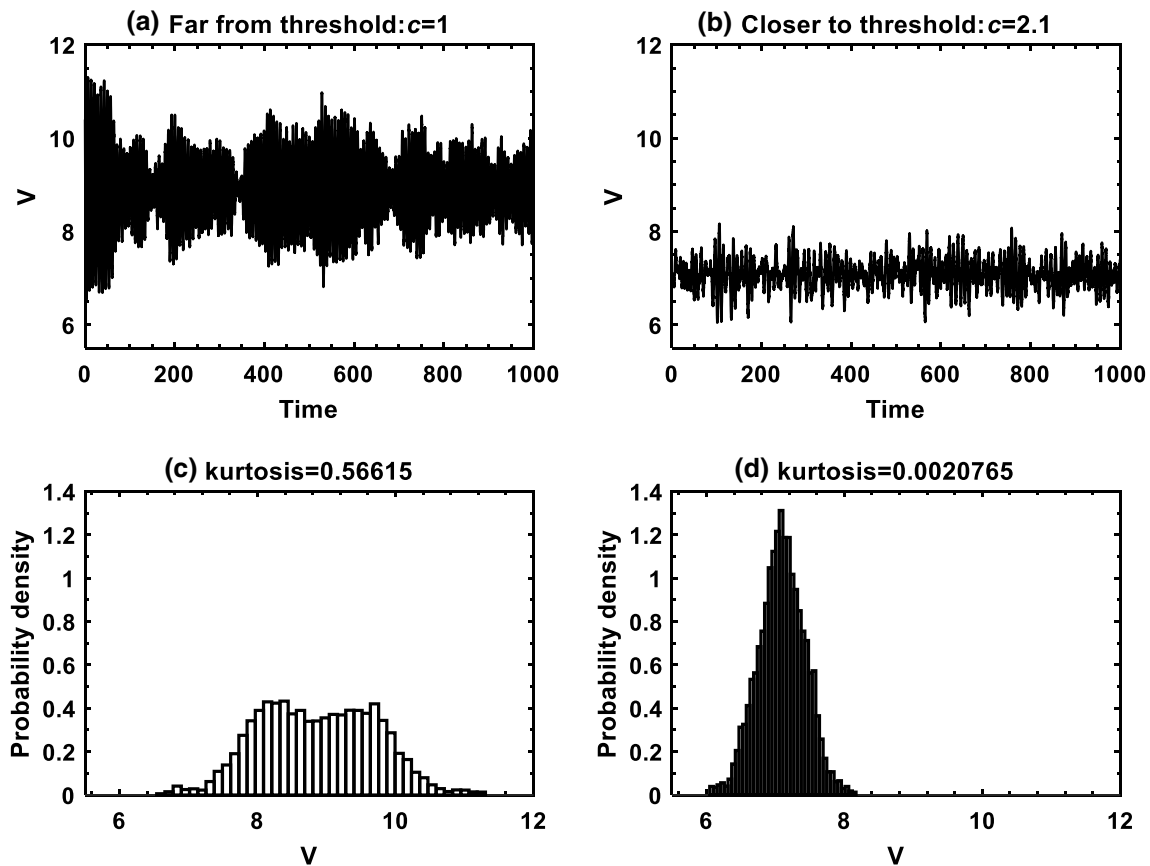 (a) Far from threshold:c=1
(b) Closer to threshold:c=2.1
12
10
8
6
V
0 200 400 600 800 1000
Time
12
10
8
6
V
0 200 400 600 800 1000
Time
(c) kurtosis=0.56615
(d) kurtosis=0.0020765
1.4
1.2
1
0.8
0.6
0.4
0.2
0
Probability density
6 8 10 12
V
1.4
1.2
1
0.8
0.6
0.4
0.2
0
Probability density
6 8 10 12
V